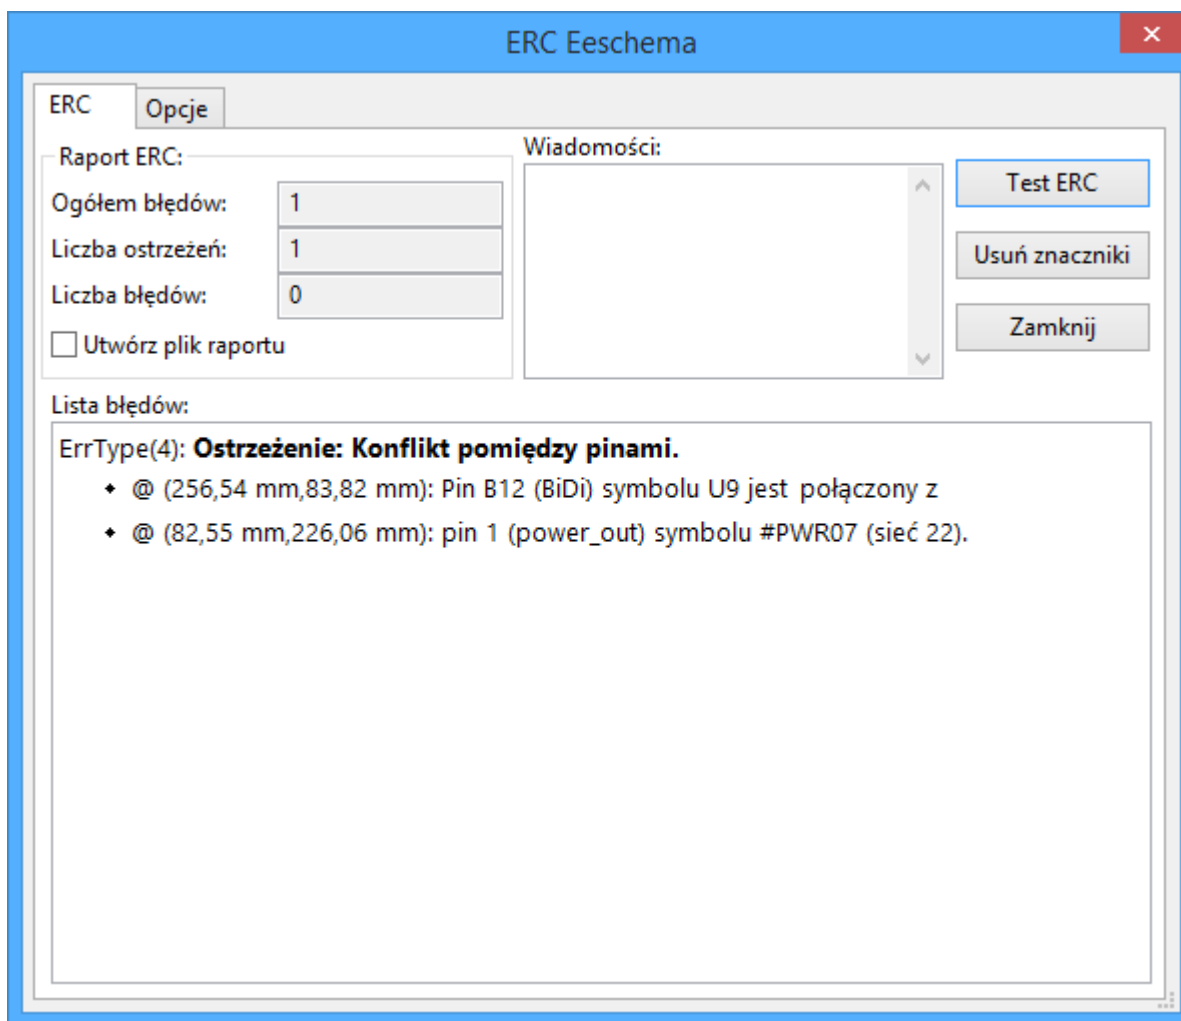 ERC Eeschema
ERC
Opcje
Raport ERC:
Ogółem błędów:
1
Liczba ostrzeżeń:
1
Liczba błędów:
0
Utwórz plik raportu
Wiadomości:
Test ERC
Usuń znaczniki
Zamknij
Lista błędów:
ErrType(4): Ostrzeżenie: Konflikt pomiędzy pinami.
@ (256,54 mm,83,82 mm): Pin B12 (BiDi) symbolu U9 jest połączony z
@ (82,55 mm,226,06 mm): pin 1 (power_out) symbolu #PWR07 (sieć 22).